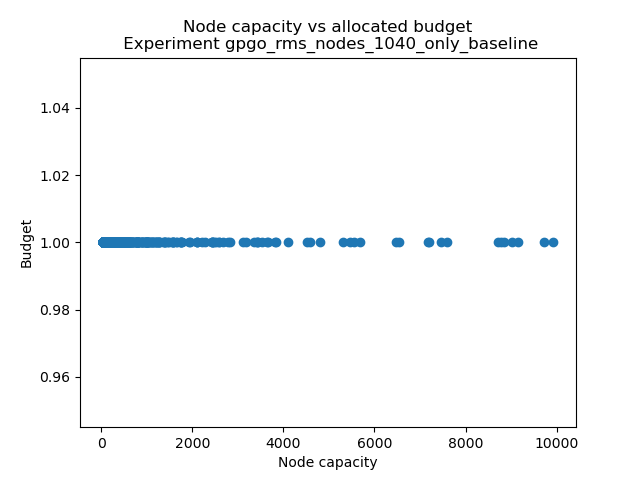 Node capacity vs allocated budget
Experiment gpgo_rms_nodes_1040_only_baseline
1.04
1.02
1.00
0.98
0.96
Budget
0
2000
4000
6000
8000
10000
Node capacity